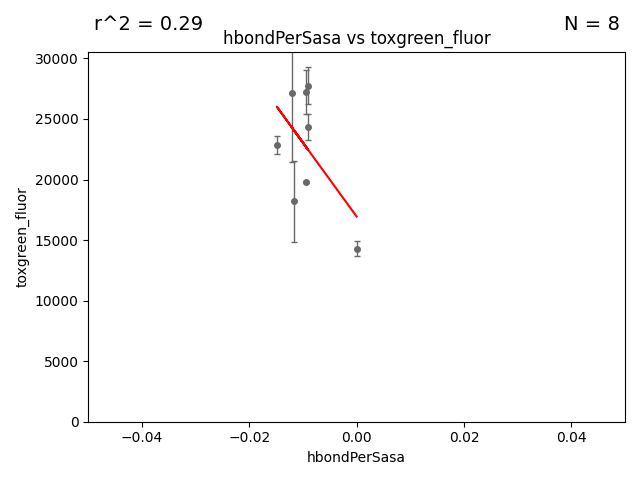 r^2 = 0.29
N = 8
hbondPerSasa vs toxgreen_fluor
30000
25000
20000
15000
10000
5000
0
toxgreen_fluor
−0.04
−0.02
0.00
0.02
0.04
hbondPerSasa